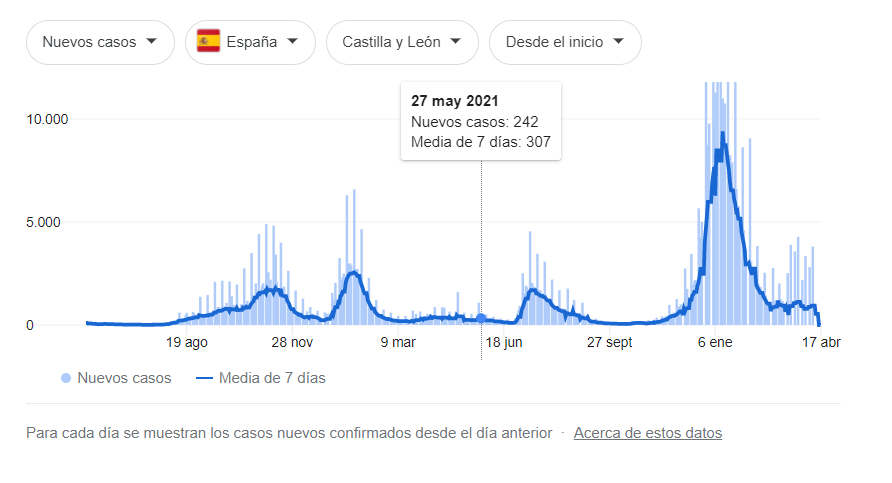 Nuevos casos España Castilla y León Desde el inicio
27 may 2021
Nuevos casos: 242
Media de 7 días: 307
10.000
5.000
0
19 ago 28 nov 9 mar 18 jun 27 sept 6 ene 17 abr
Nuevos casos Media de 7 días
Para cada día se muestran los casos nuevos confirmados desde el día anterior · Acerca de estos datos